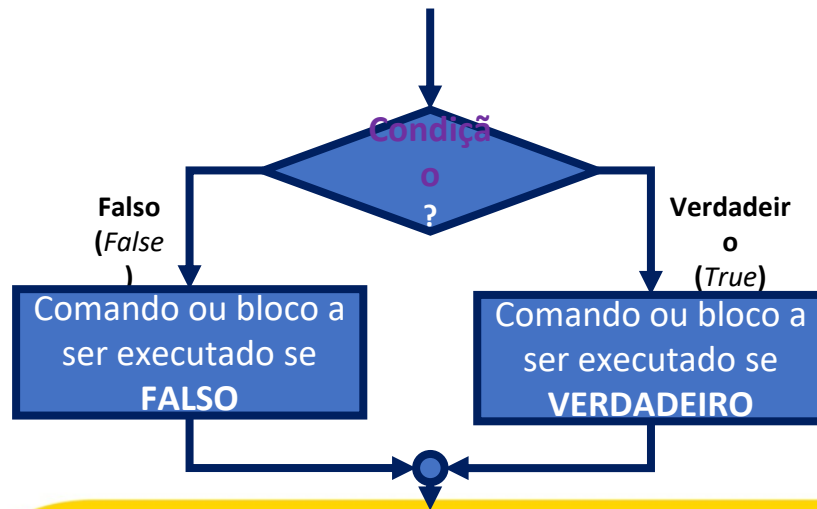 Condiçã
o
?
Falso
(False
)
Verdadeir
o
(True)
Comando ou bloco a
ser executado se
FALSO
Comando ou bloco a
ser executado se
VERDADEIRO